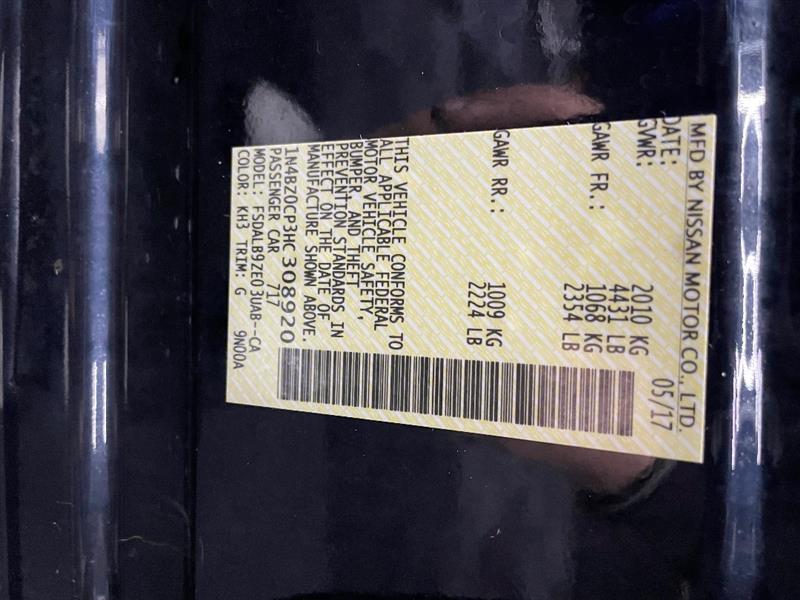 MFD BY NISSAN MOTOR CO., LTD.
DATE: 05/17
GVWR: 2010 KG
4431 LB
GAWR FR.: 1068 KG
2354 LB
GAWR RR.: 1009 KG
2224 LB
THIS VEHICLE CONFORMS TO
ALL APPLICABLE FEDERAL
MOTOR VEHICLE SAFETY,
BUMPER, AND THEFT
PREVENTION STANDARDS IN
EFFECT ON THE DATE OF
MANUFACTURE SHOWN ABOVE.
1N4BZ0CP3HC308920
PASSENGER CAR 717
MODEL: FSDALB9ZE03UAB--CA
COLOR: KH3 TRIM: G 9N00A